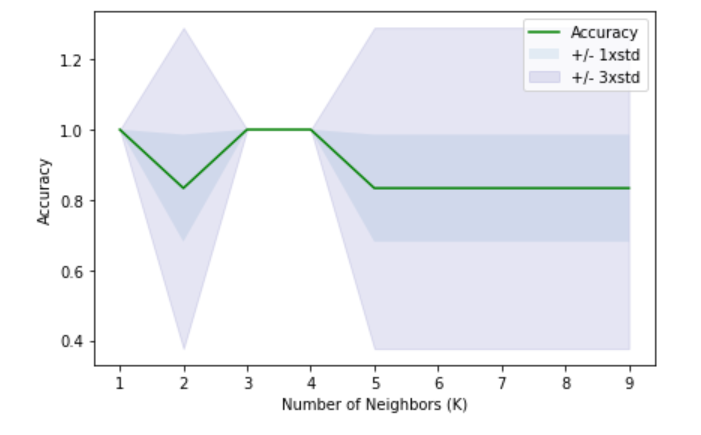 Accuracy
+/- 1xstd
+/- 3xstd
1.2
1.0
0.8
0.6
0.4
Accuracy
1 2 3 4 5 6 7 8 9
Number of Neighbors (K)